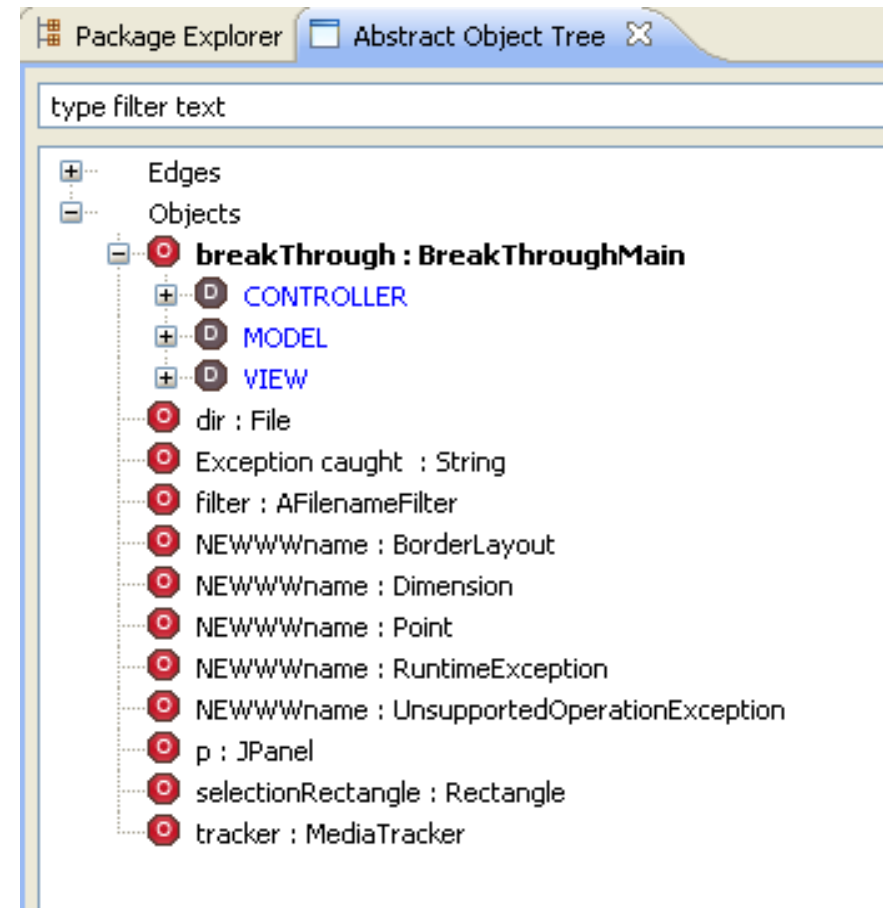 Package Explorer Abstract Object Tree
type filter text
Edges
Objects
O breakThrough : BreakThroughMain
D CONTROLLER
D MODEL
D VIEW
O dir : File
O Exception caught : String
O filter : AFilenameFilter
O NEWWWname : BorderLayout
O NEWWWname : Dimension
O NEWWWname : Point
O NEWWWname : RuntimeException
O NEWWWname : UnsupportedOperationException
O p : JPanel
O selectionRectangle : Rectangle
O tracker : MediaTracker